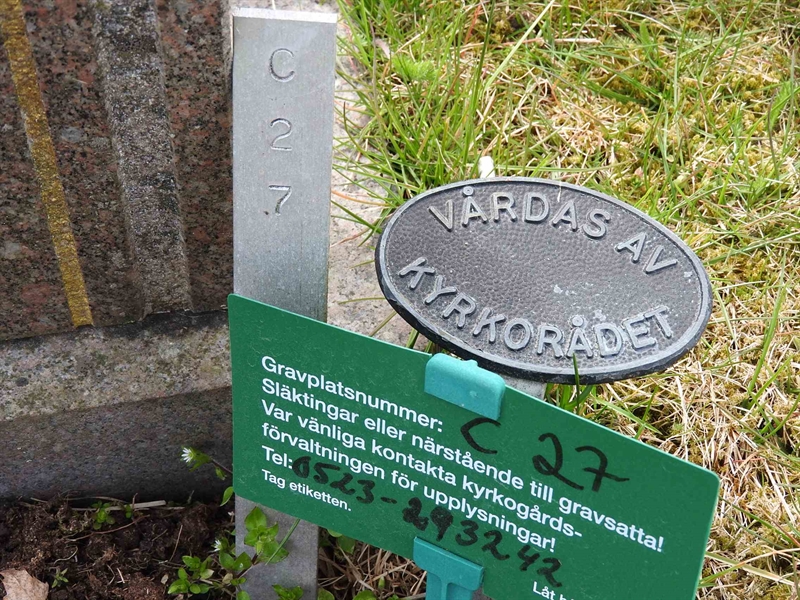 C
2
7
VÅRDAS AV
KYRKORÅDET
Gravplatsnummer: C 27
Släktingar eller närstående till gravsatta!
Var vänliga kontakta kyrkogårds-
förvaltningen för upplysningar!
Tel: 0523-293242
Tag etiketten.
Låt